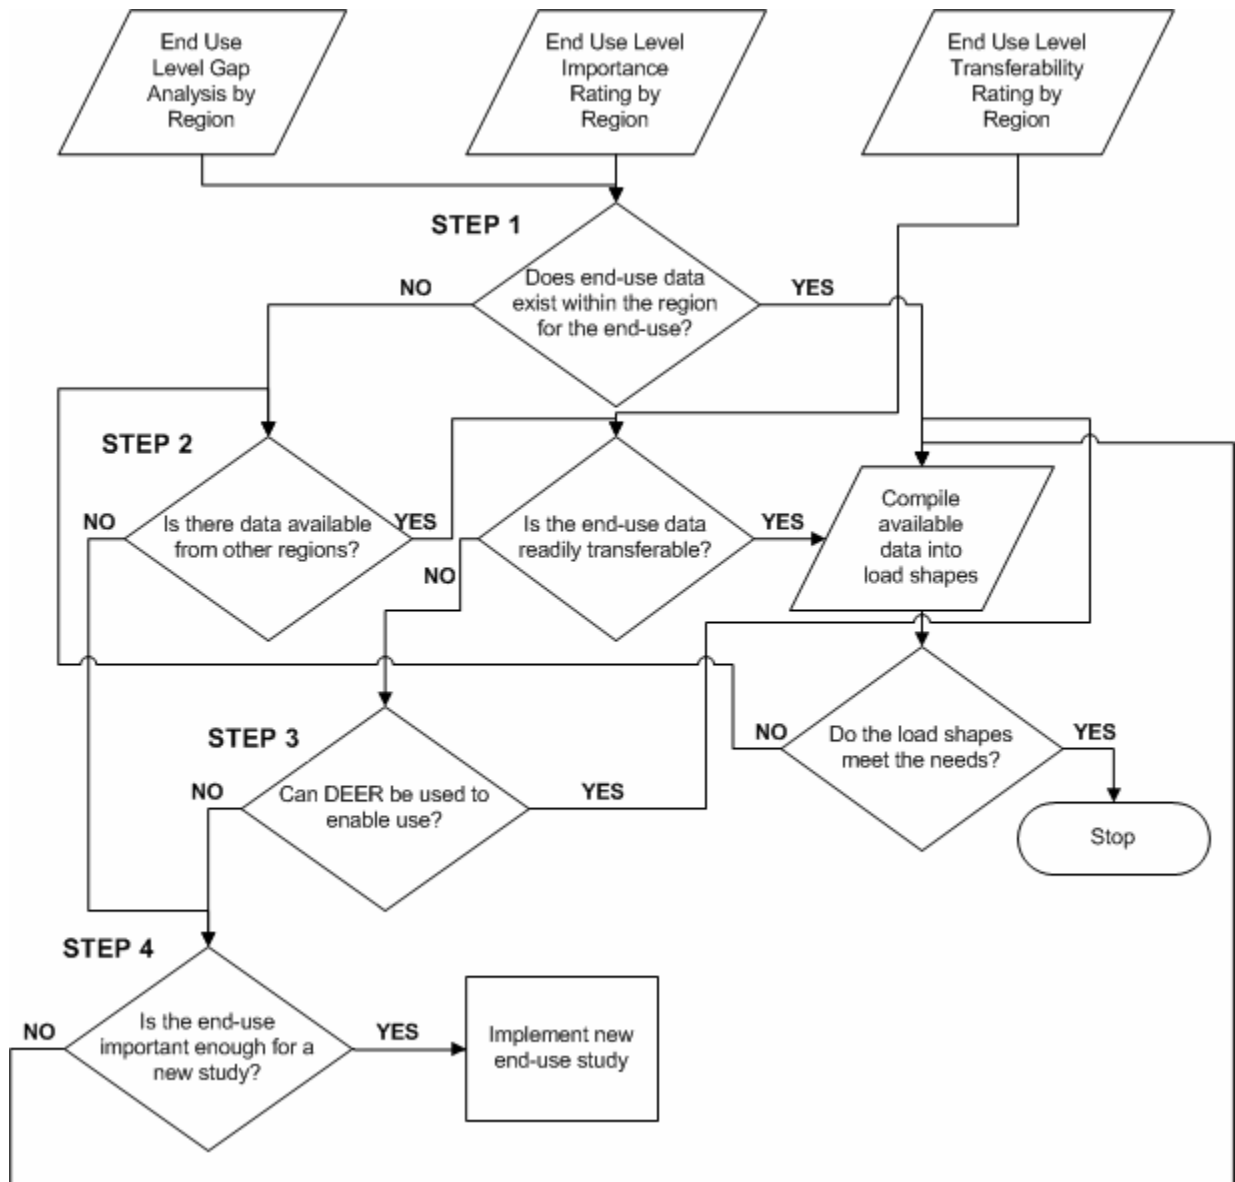 End Use
Level Gap
Analysis by
Region
End Use Level
Importance
Rating by
Region
End Use Level
Transferability
Rating by
Region
STEP 1
NO
Does end-use data
exist within the region
for the end-use?
YES
STEP 2
NO
Is there data available
from other regions?
YES
Is the end-use data
readily transferable?
NO
YES
Compile
available
data into
load shapes
STEP 3
NO
Can DEER be used to
enable use?
YES
NO
Do the load shapes
meet the needs?
YES
Stop
STEP 4
NO
Is the end-use
important enough for a
new study?
YES
Implement new
end-use study